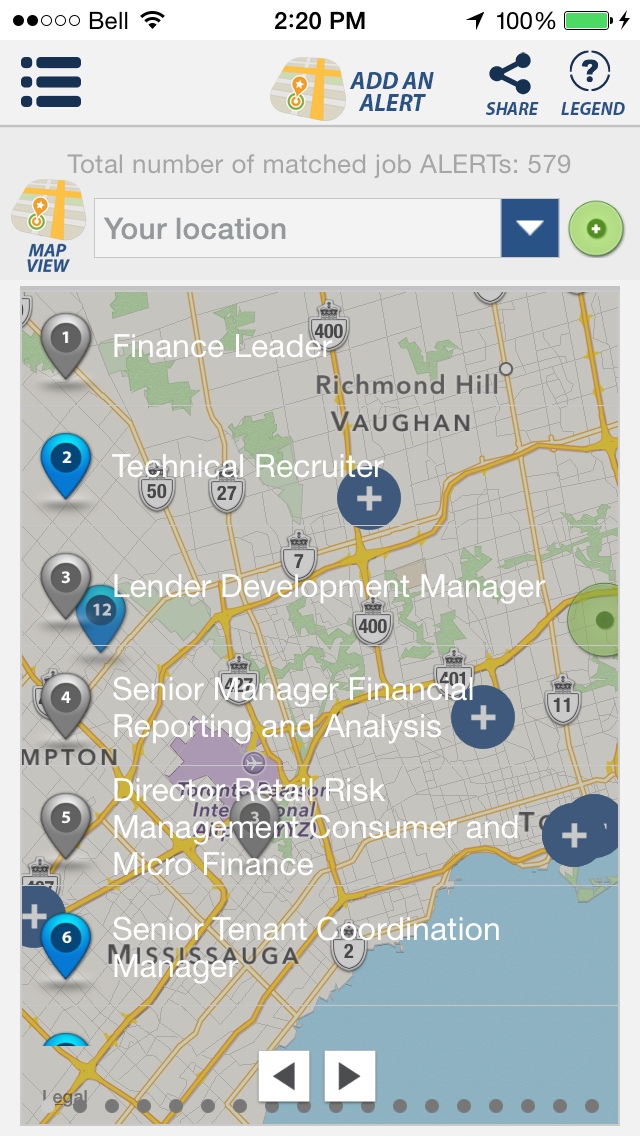 Bell 2:20 PM 100%
ADD AN
ALERT
SHARE
LEGEND
Total number of matched job ALERTs: 579
MAP
VIEW
Your location
400
1
Finance Leader
Richmond Hill
VAUGHAN
2
Technical Recruiter
50
27
7
3
Lender Development Manager
12
400
401
427
4
Senior Manager Financial
Reporting and Analysis
11
MPTON
5
Director Retail Risk
Management Consumer and
Micro Finance
3
6
Senior Tenant Coordination
Manager
MISSISSAUGA
2
Legal